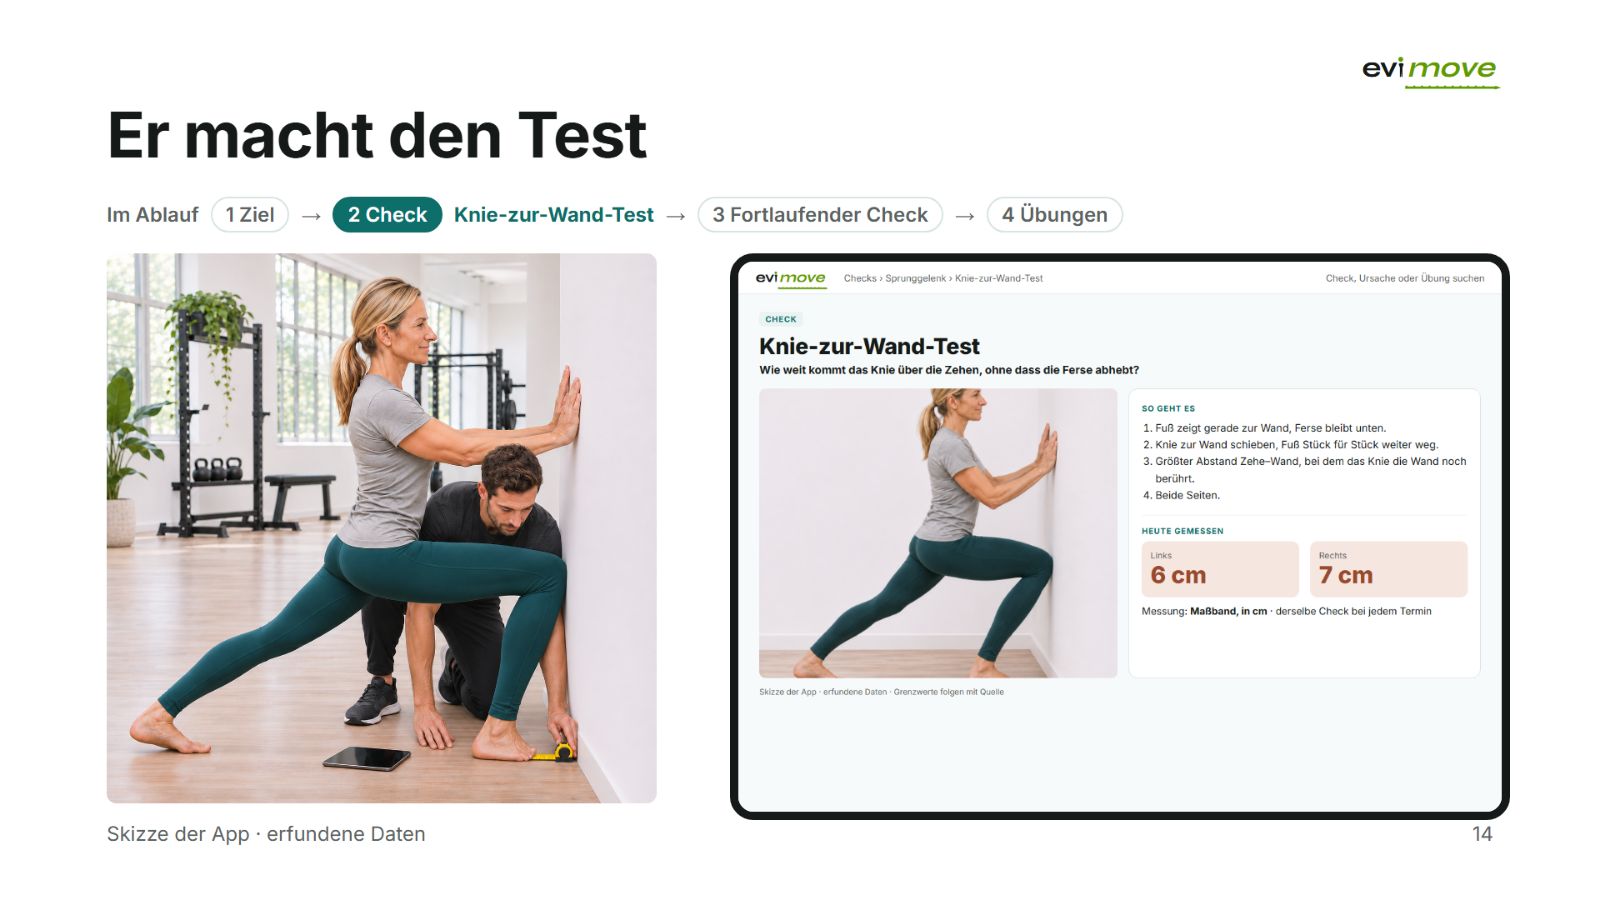 evimove
Er macht den Test
Im Ablauf 1 Ziel → 2 Check Knie-zur-Wand-Test → 3 Fortlaufender Check → 4 Übungen
evimove Checks › Sprunggelenk › Knie-zur-Wand-Test Check, Ursache oder Übung suchen
CHECK
Knie-zur-Wand-Test
Wie weit kommt das Knie über die Zehen, ohne dass die Ferse abhebt?
SO GEHT ES
1. Fuß zeigt gerade zur Wand, Ferse bleibt unten.
2. Knie zur Wand schieben, Fuß Stück für Stück weiter weg.
3. Größter Abstand Zehe–Wand, bei dem das Knie die Wand noch
berührt.
4. Beide Seiten.
HEUTE GEMESSEN
Links Rechts
6 cm 7 cm
Messung: Maßband, in cm · derselbe Check bei jedem Termin
Skizze der App · erfundene Daten · Grenzwerte folgen mit Quelle
Skizze der App · erfundene Daten
14